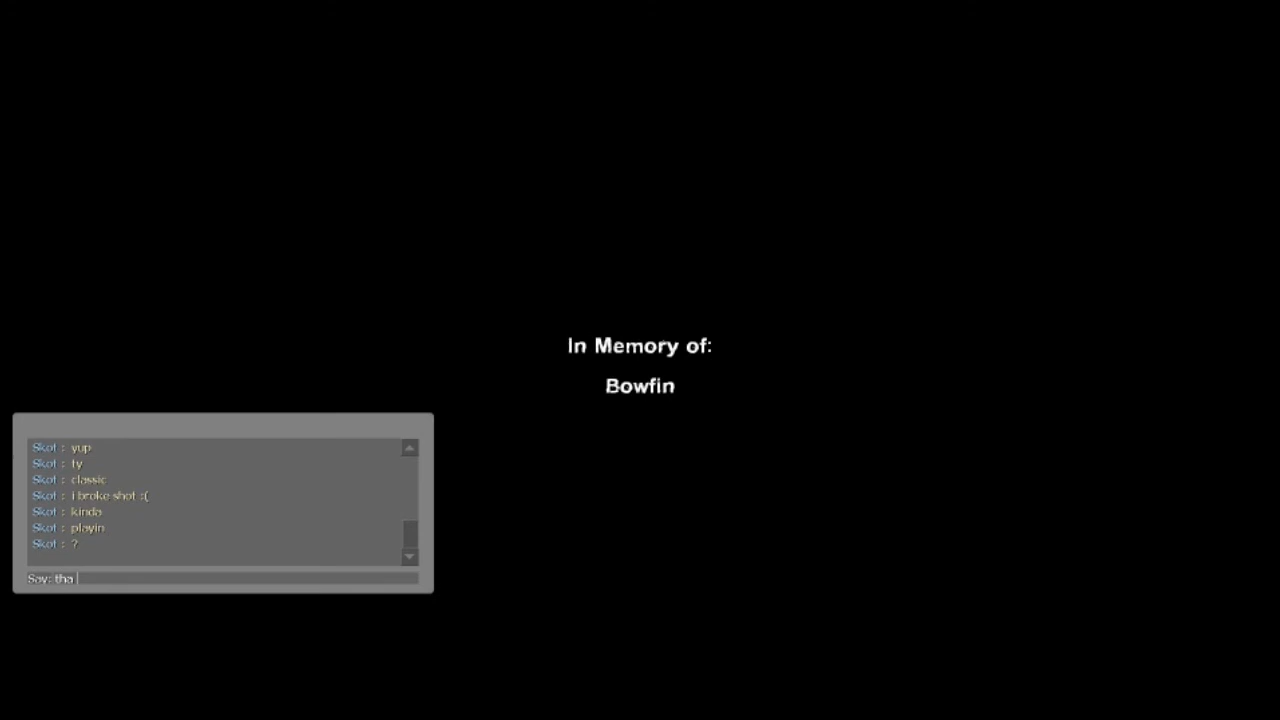 In Memory of:
Bowfin
Skot : yup
Skot : ty
Skot : classic
Skot : i broke shot :(
Skot : kinda
Skot : playin
Skot : ?
Say: tha